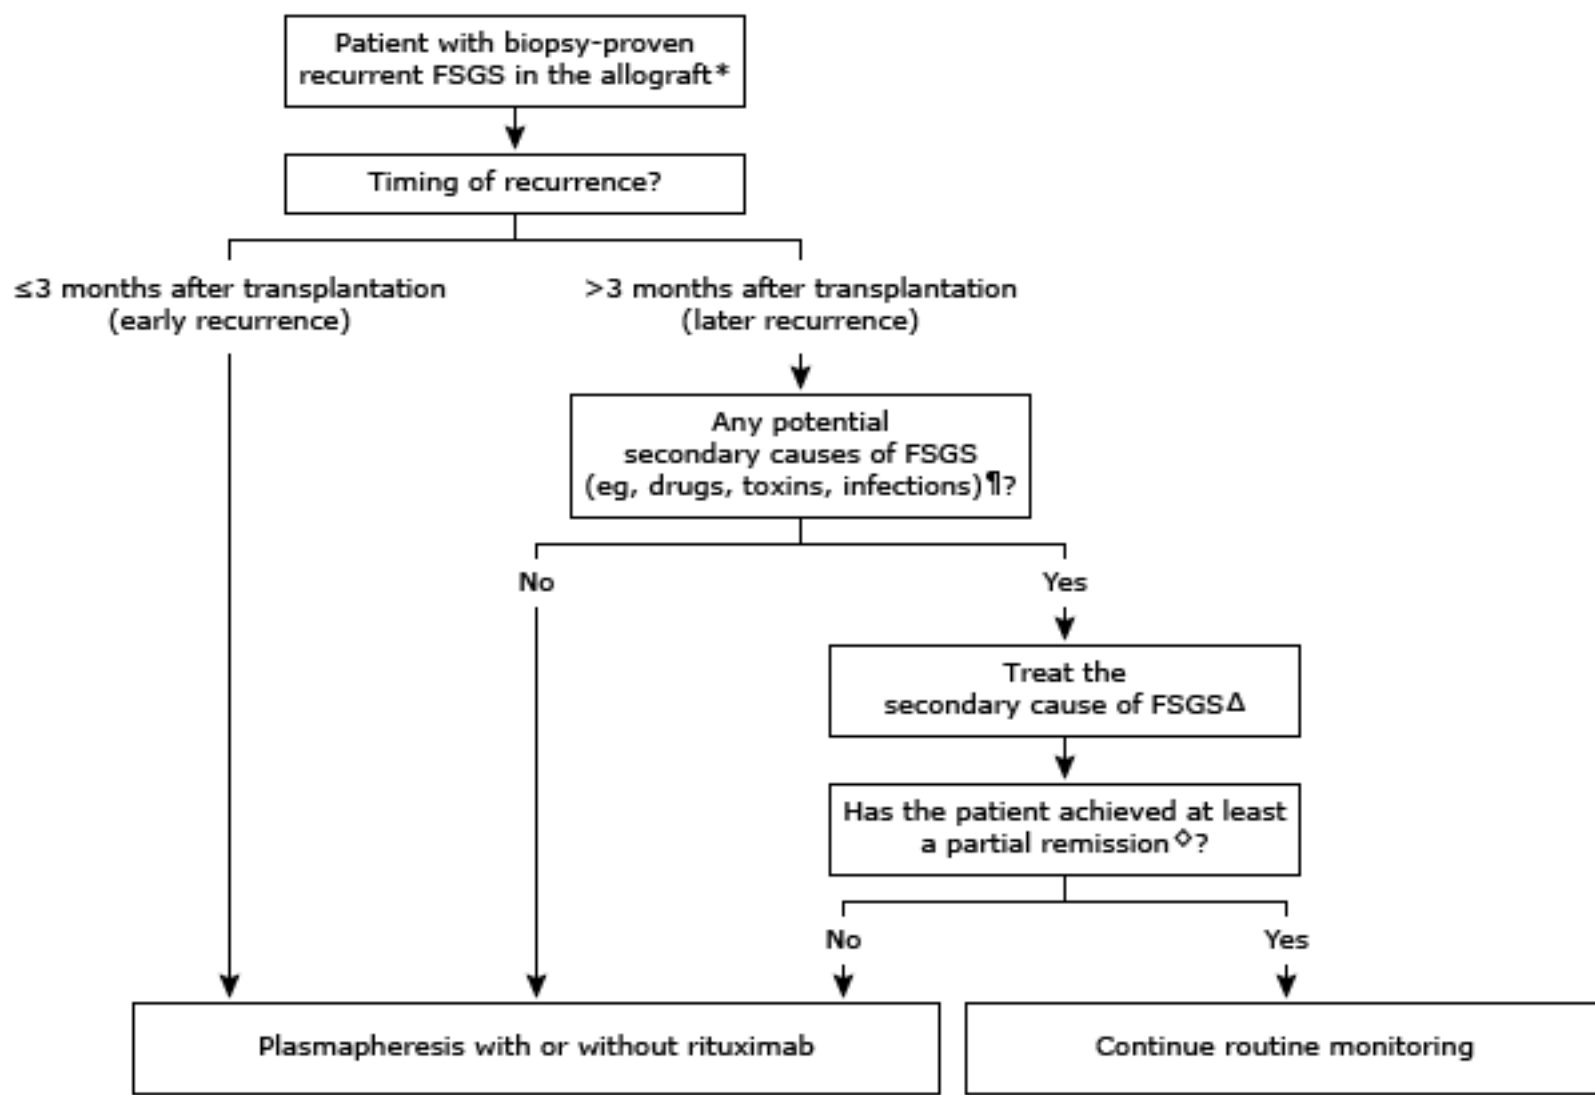 Patient with biopsy-proven
recurrent FSGS in the allograft*
Timing of recurrence?
≤3 months after transplantation
(early recurrence)
>3 months after transplantation
(later recurrence)
Any potential
secondary causes of FSGS
(eg, drugs, toxins, infections)¶?
No
Yes
Treat the
secondary cause of FSGSΔ
Has the patient achieved at least
a partial remission◇?
No
Yes
Plasmapheresis with or without rituximab
Continue routine monitoring